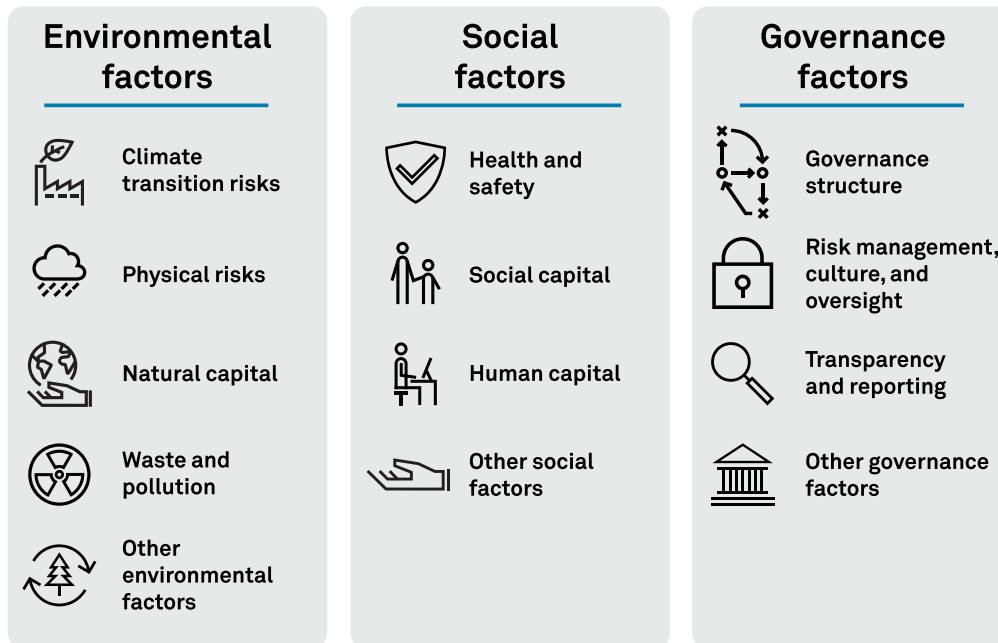 Environmental
factors
Climate
transition risks
Physical risks
Natural capital
Waste and
pollution
Other
environmental
factors
Social
factors
Health and
safety
Social capital
Human capital
Other social
factors
Governance
factors
Governance
structure
Risk management,
culture, and
oversight
Transparency
and reporting
Other governance
factors